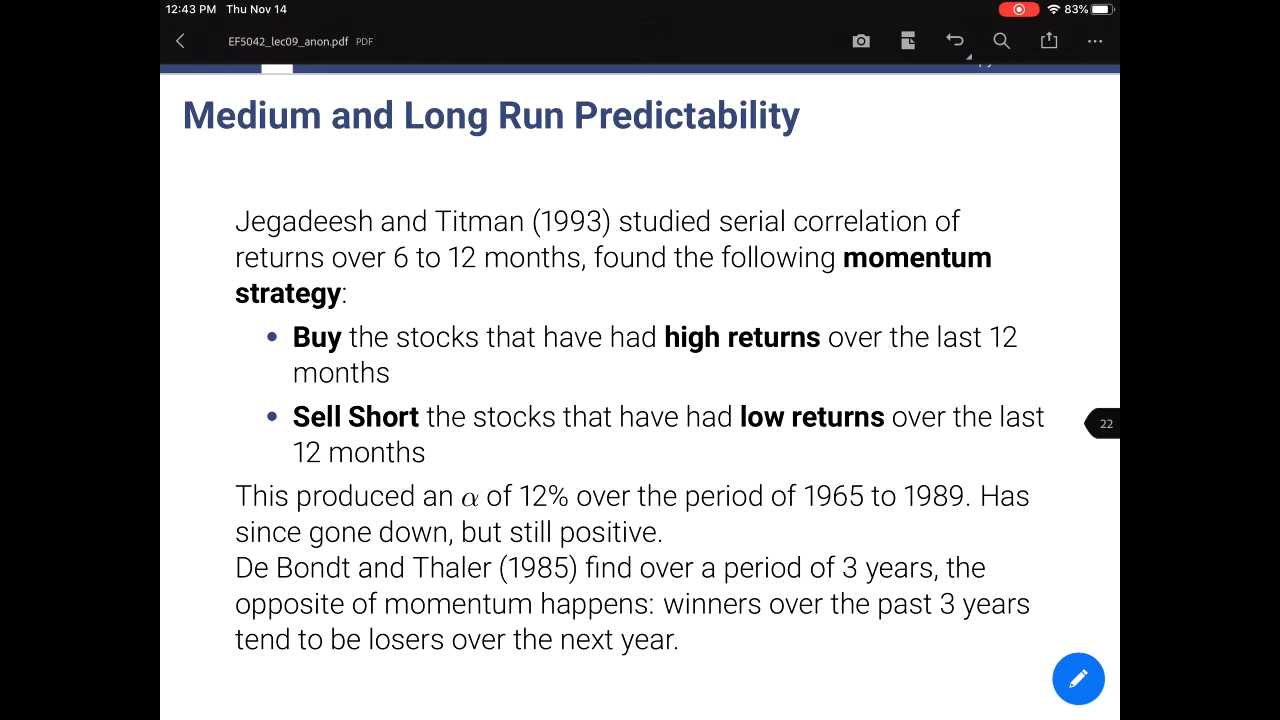 12:43 PM Thu Nov 14
83%
EF5042_lec09_anon.pdf PDF
Medium and Long Run Predictability
Jegadeesh and Titman (1993) studied serial correlation of
returns over 6 to 12 months, found the following momentum
strategy:
• Buy the stocks that have had high returns over the last 12
months
• Sell Short the stocks that have had low returns over the last
12 months
22
This produced an α of 12% over the period of 1965 to 1989. Has
since gone down, but still positive.
De Bondt and Thaler (1985) find over a period of 3 years, the
opposite of momentum happens: winners over the past 3 years
tend to be losers over the next year.